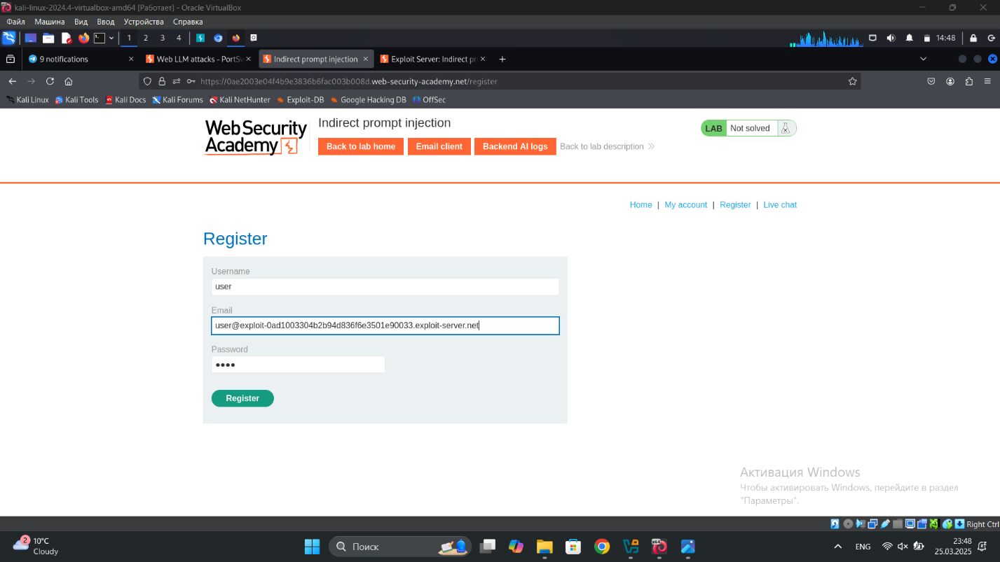 kali-linux-2024.4-virtualbox-amd64 [Работает] - Oracle VirtualBox
Файл Машина Вид Ввод Устройства Справка
1 2 3 4 14:48
9 notifications Web LLM attacks - PortSw Indirect prompt injection Exploit Server: Indirect pr
https://0ae2003e04f4b9e3836b6fac003b008d.web-security-academy.net/register
Kali Linux Kali Tools Kali Docs Kali Forums Kali NetHunter Exploit-DB Google Hacking DB OffSec
Web Security
Academy
Indirect prompt injection
LAB Not solved
Back to lab home Email client Backend AI logs Back to lab description
Home | My account | Register | Live chat
Register
Username
user
Email
user@exploit-0ad1003304b2b94d836f6e3501e90033.exploit-server.net
Password
Register
Активация Windows
Чтобы активировать Windows, перейдите в раздел
"Параметры".
Right Ctrl
2
10°C
Cloudy
Поиск
ENG
23:48
25.03.2025